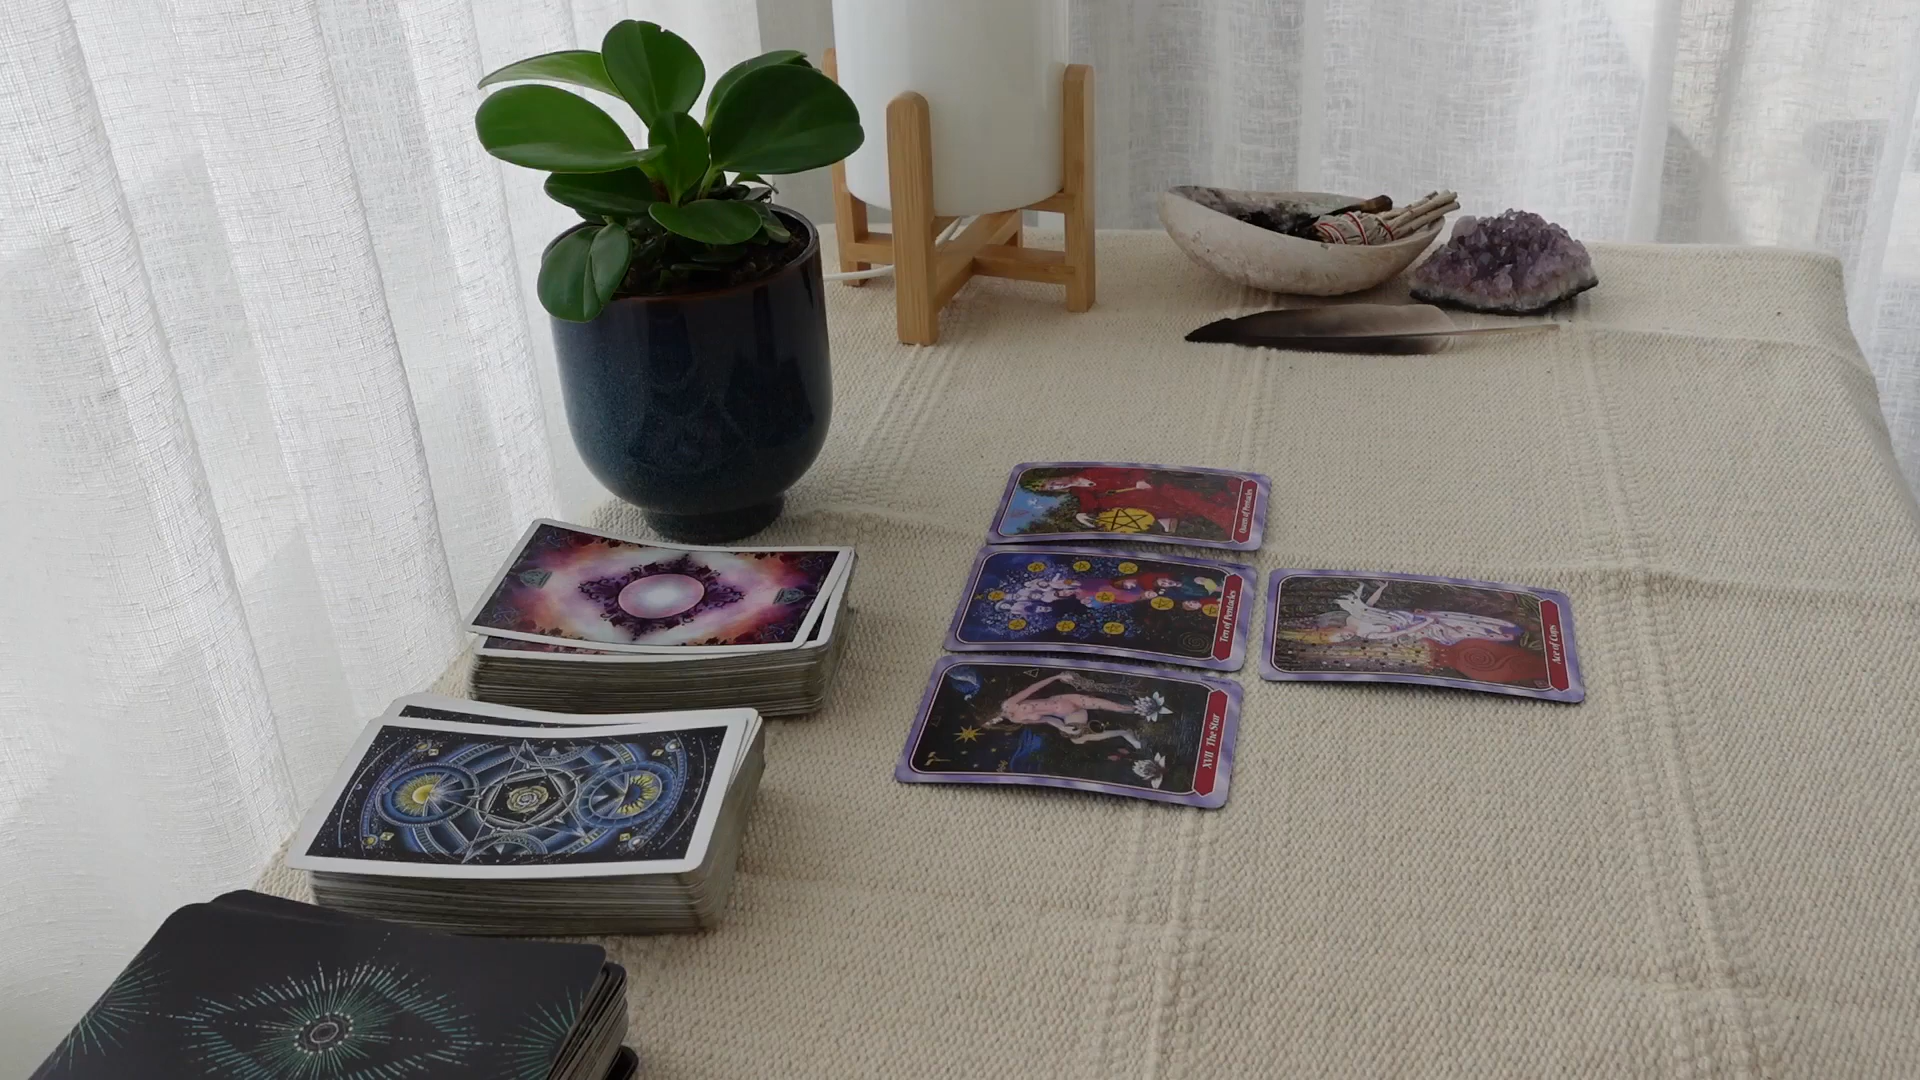 Queen of Pentacles
Ten of Pentacles
Ace of Cups
XVII The Star